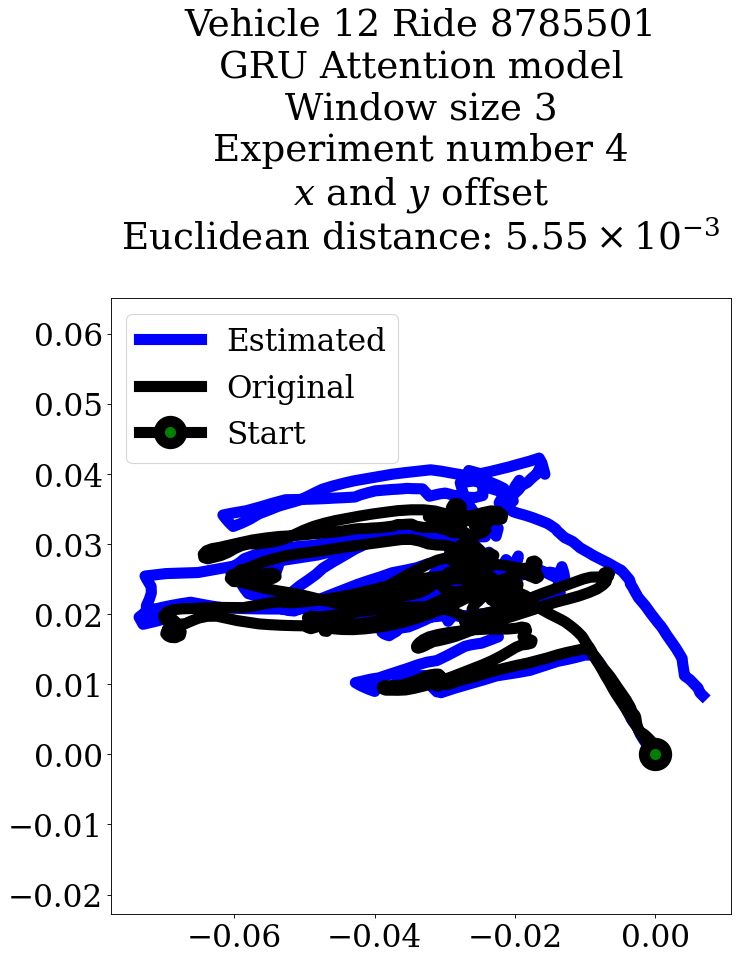 Vehicle 12 Ride 8785501
GRU Attention model
Window size 3
Experiment number 4
x and y offset
Euclidean distance: 5.55 × 10⁻³
Estimated
Original
Start
0.06
0.05
0.04
0.03
0.02
0.01
0.00
−0.01
−0.02
−0.06 −0.04 −0.02 0.00